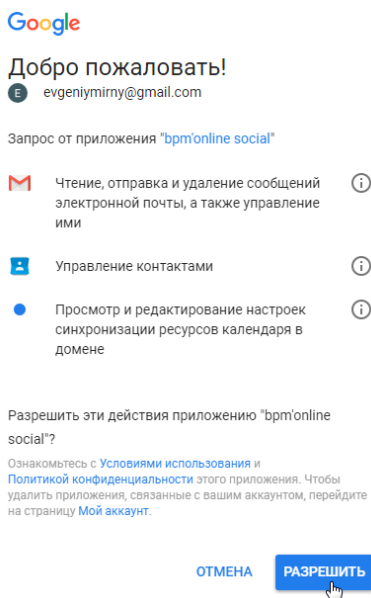 Google
Добро пожаловать!
E evgeniymirny@gmail.com
Запрос от приложения "bpm'online social"
Чтение, отправка и удаление сообщений
электронной почты, а также управление
ими
Управление контактами
Просмотр и редактирование настроек
синхронизации ресурсов календаря в
домене
Разрешить эти действия приложению "bpm'online
social"?
Ознакомьтесь с Условиями использования и
Политикой конфиденциальности этого приложения. Чтобы
удалить приложения, связанные с вашим аккаунтом, перейдите
на страницу Мой аккаунт.
ОТМЕНА РАЗРЕШИТЬ